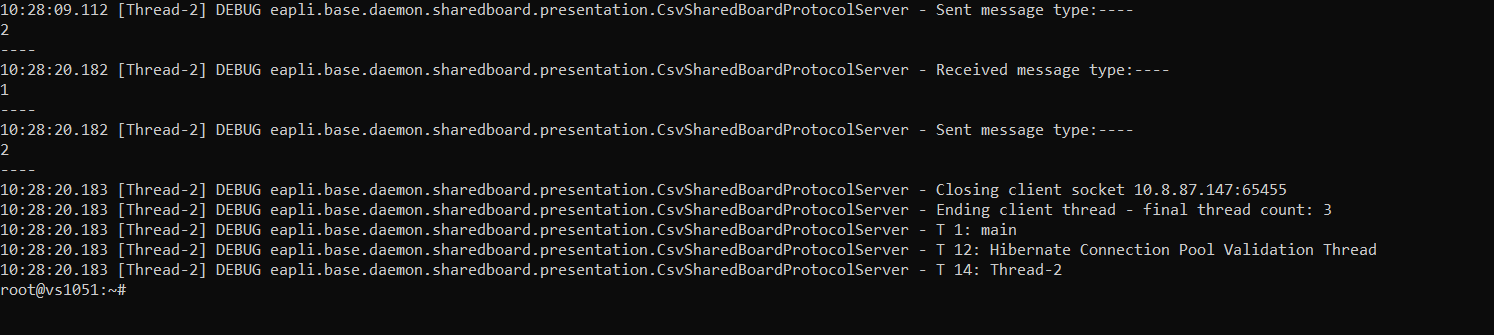 10:28:09.112 [Thread-2] DEBUG eapli.base.daemon.sharedboard.presentation.CsvSharedBoardProtocolServer - Sent message type:----
2
----
10:28:20.182 [Thread-2] DEBUG eapli.base.daemon.sharedboard.presentation.CsvSharedBoardProtocolServer - Received message type:----
1
----
10:28:20.182 [Thread-2] DEBUG eapli.base.daemon.sharedboard.presentation.CsvSharedBoardProtocolServer - Sent message type:----
2
----
10:28:20.183 [Thread-2] DEBUG eapli.base.daemon.sharedboard.presentation.CsvSharedBoardProtocolServer - Closing client socket 10.8.87.147:65455
10:28:20.183 [Thread-2] DEBUG eapli.base.daemon.sharedboard.presentation.CsvSharedBoardProtocolServer - Ending client thread - final thread count: 3
10:28:20.183 [Thread-2] DEBUG eapli.base.daemon.sharedboard.presentation.CsvSharedBoardProtocolServer - T 1: main
10:28:20.183 [Thread-2] DEBUG eapli.base.daemon.sharedboard.presentation.CsvSharedBoardProtocolServer - T 12: Hibernate Connection Pool Validation Thread
10:28:20.183 [Thread-2] DEBUG eapli.base.daemon.sharedboard.presentation.CsvSharedBoardProtocolServer - T 14: Thread-2
root@vs1051:~#